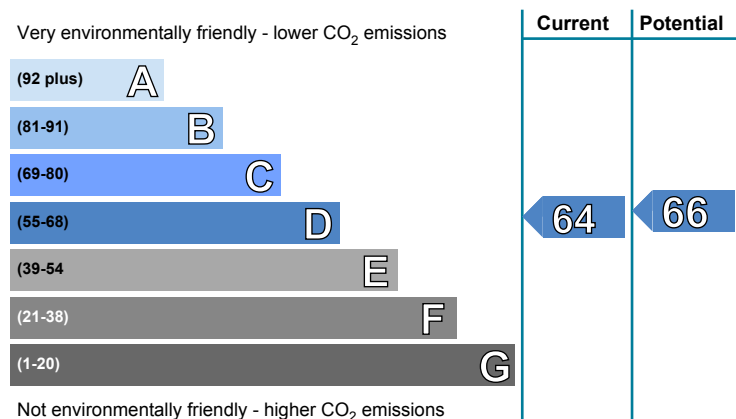 Current Potential
Very environmentally friendly - lower CO₂ emissions
(92 plus) A
(81-91) B
(69-80) C
(55-68) D 64 66
(39-54 E
(21-38) F
(1-20) G
Not environmentally friendly - higher CO₂ emissions